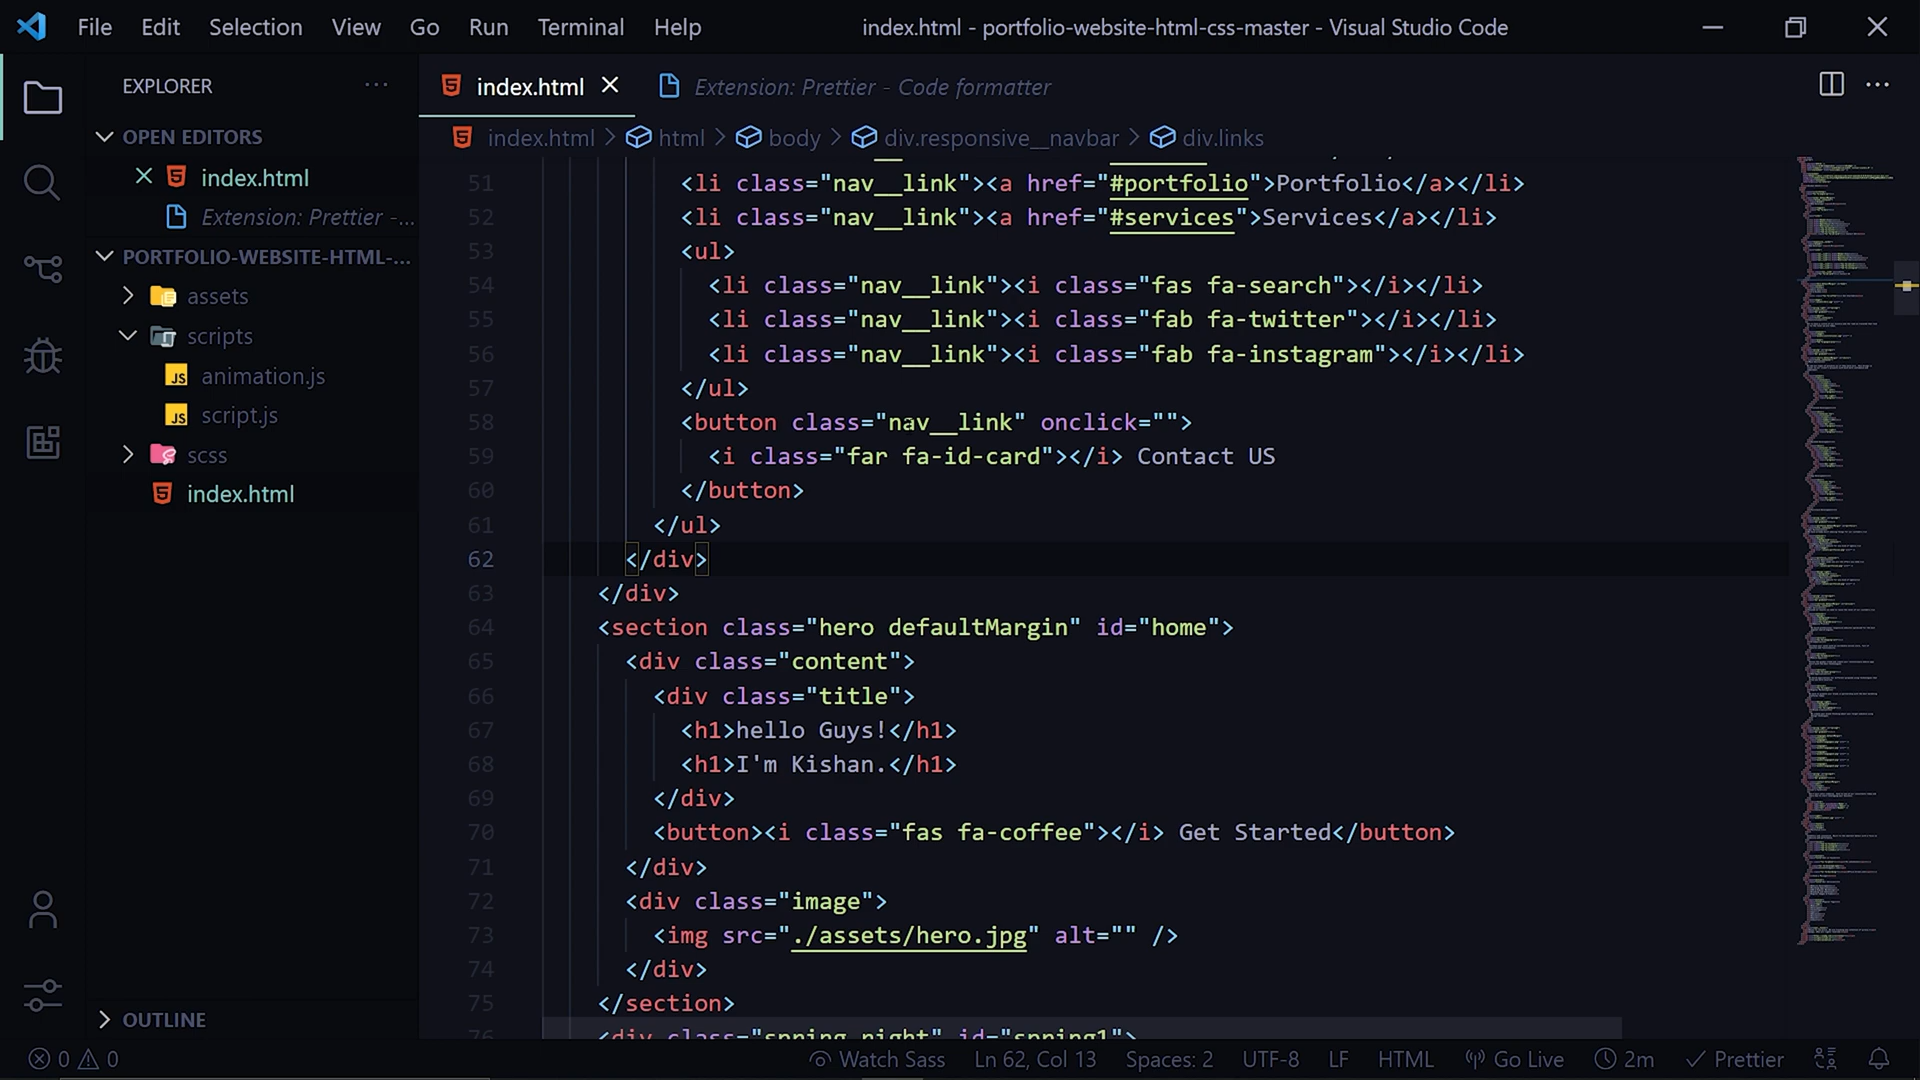 File Edit Selection View Go Run Terminal Help
index.html - portfolio-website-html-css-master - Visual Studio Code
EXPLORER
OPEN EDITORS
index.html
Extension: Prettier -...
PORTFOLIO-WEBSITE-HTML-...
assets
scripts
animation.js
script.js
scss
index.html
OUTLINE
index.html Extension: Prettier - Code formatter
index.html > html > body > div.responsive__navbar > div.links
51 <li class="nav__link"><a href="#portfolio">Portfolio</a></li>
52 <li class="nav__link"><a href="#services">Services</a></li>
53 <ul>
54 <li class="nav__link"><i class="fas fa-search"></i></li>
55 <li class="nav__link"><i class="fab fa-twitter"></i></li>
56 <li class="nav__link"><i class="fab fa-instagram"></i></li>
57 </ul>
58 <button class="nav__link" onclick="">
59 <i class="far fa-id-card"></i> Contact US
60 </button>
61 </ul>
62 </div>
63 </div>
64 <section class="hero defaultMargin" id="home">
65 <div class="content">
66 <div class="title">
67 <h1>hello Guys!</h1>
68 <h1>I'm Kishan.</h1>
69 </div>
70 <button><i class="fas fa-coffee"></i> Get Started</button>
71 </div>
72 <div class="image">
73 <img src="./assets/hero.jpg" alt="" />
74 </div>
75 </section>
76 <div class="spring right" id="spring1">
0 0 Watch Sass Ln 62, Col 13 Spaces: 2 UTF-8 LF HTML Go Live 2m Prettier